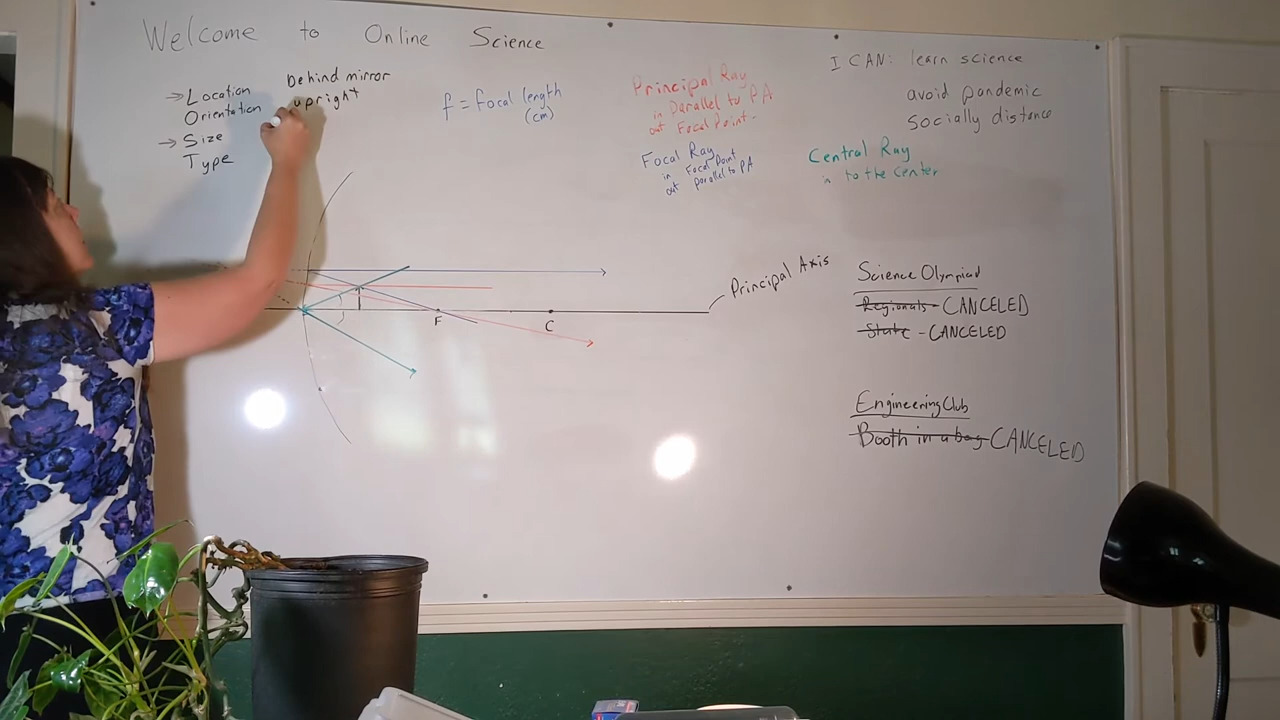 Welcome to Online Science
→ Location behind mirror
Orientation upright
→ Size
Type
f = focal length
(cm)
Principal Ray
in Parallel to PA
out Focal Point.
Focal Ray
in Focal Point
out parallel to PA
Central Ray
in to the Center
I CAN: learn science
avoid pandemic
socially distance
Principal Axis
F
C
Science Olympiad
Regionals - CANCELED
State - CANCELED
Engineering Club
Booth in a bag CANCELED